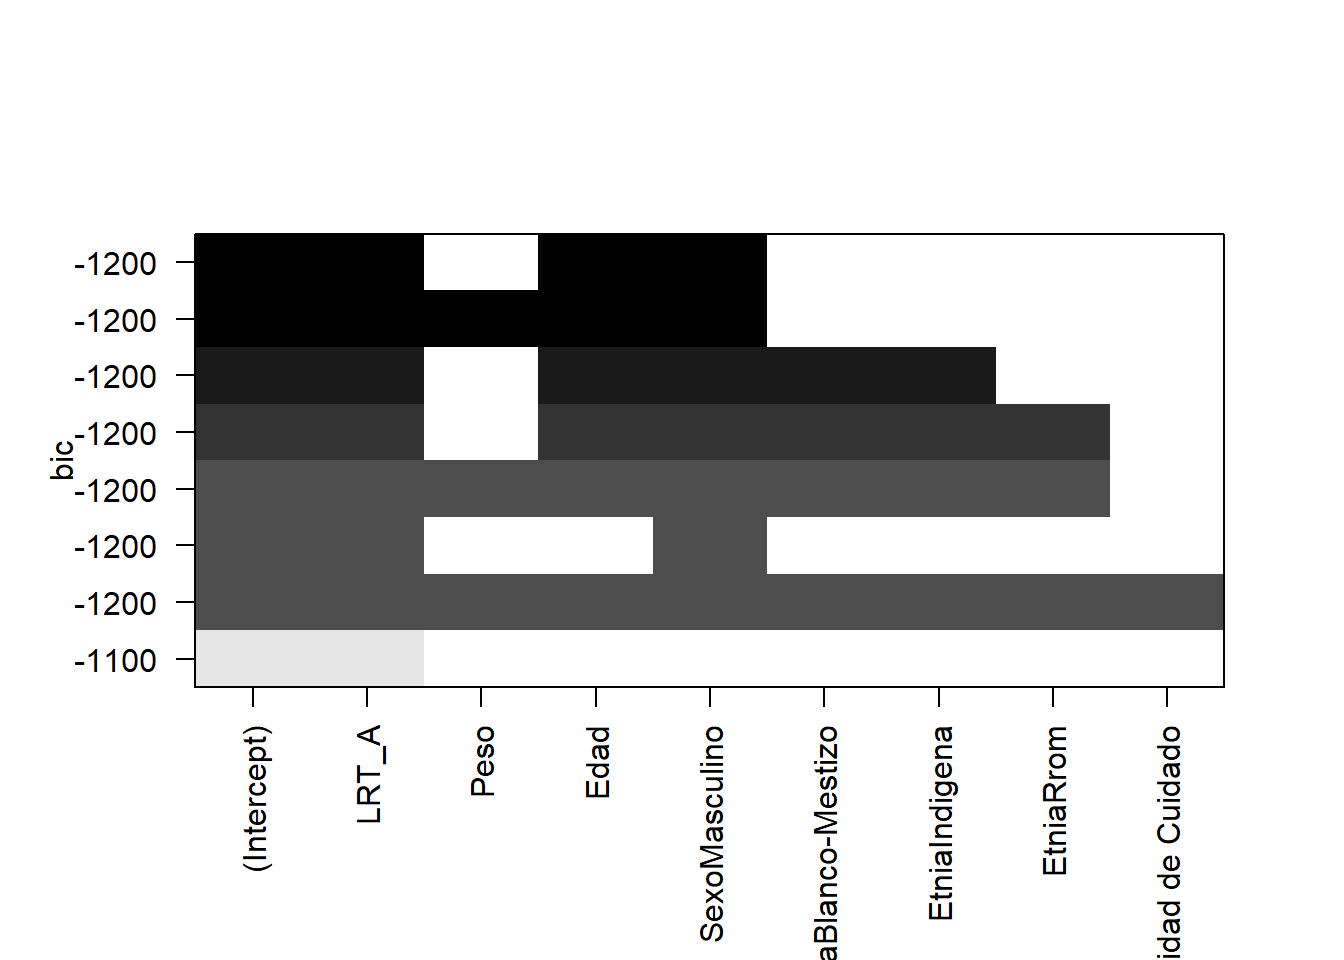 -1200
-1200
-1200
-1200
-1200
-1200
-1200
-1100
bic
(Intercept)
LRT_A
Peso
Edad
SexoMasculino
aBlanco-Mestizo
EtniaIndigena
EtniaRrom
idad de Cuidado